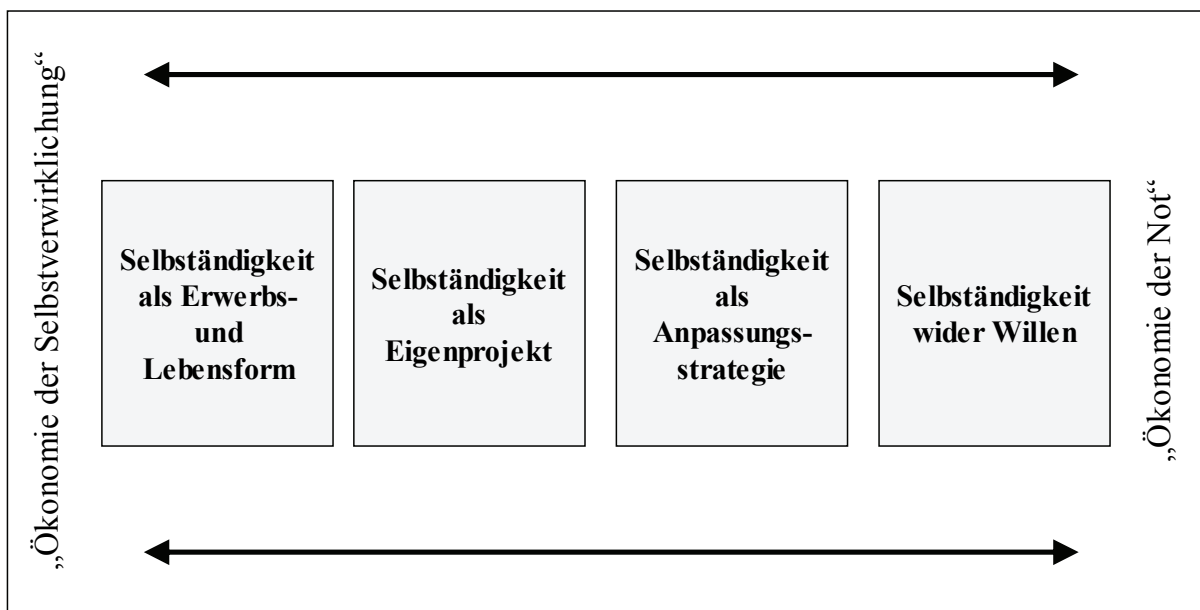 „Ökonomie der Selbstverwirklichung“
Selbständigkeit
als Erwerbs-
und
Lebensform
Selbständigkeit
als
Eigenprojekt
Selbständigkeit
als
Anpassungs-
strategie
Selbständigkeit
wider Willen
„Ökonomie der Not“